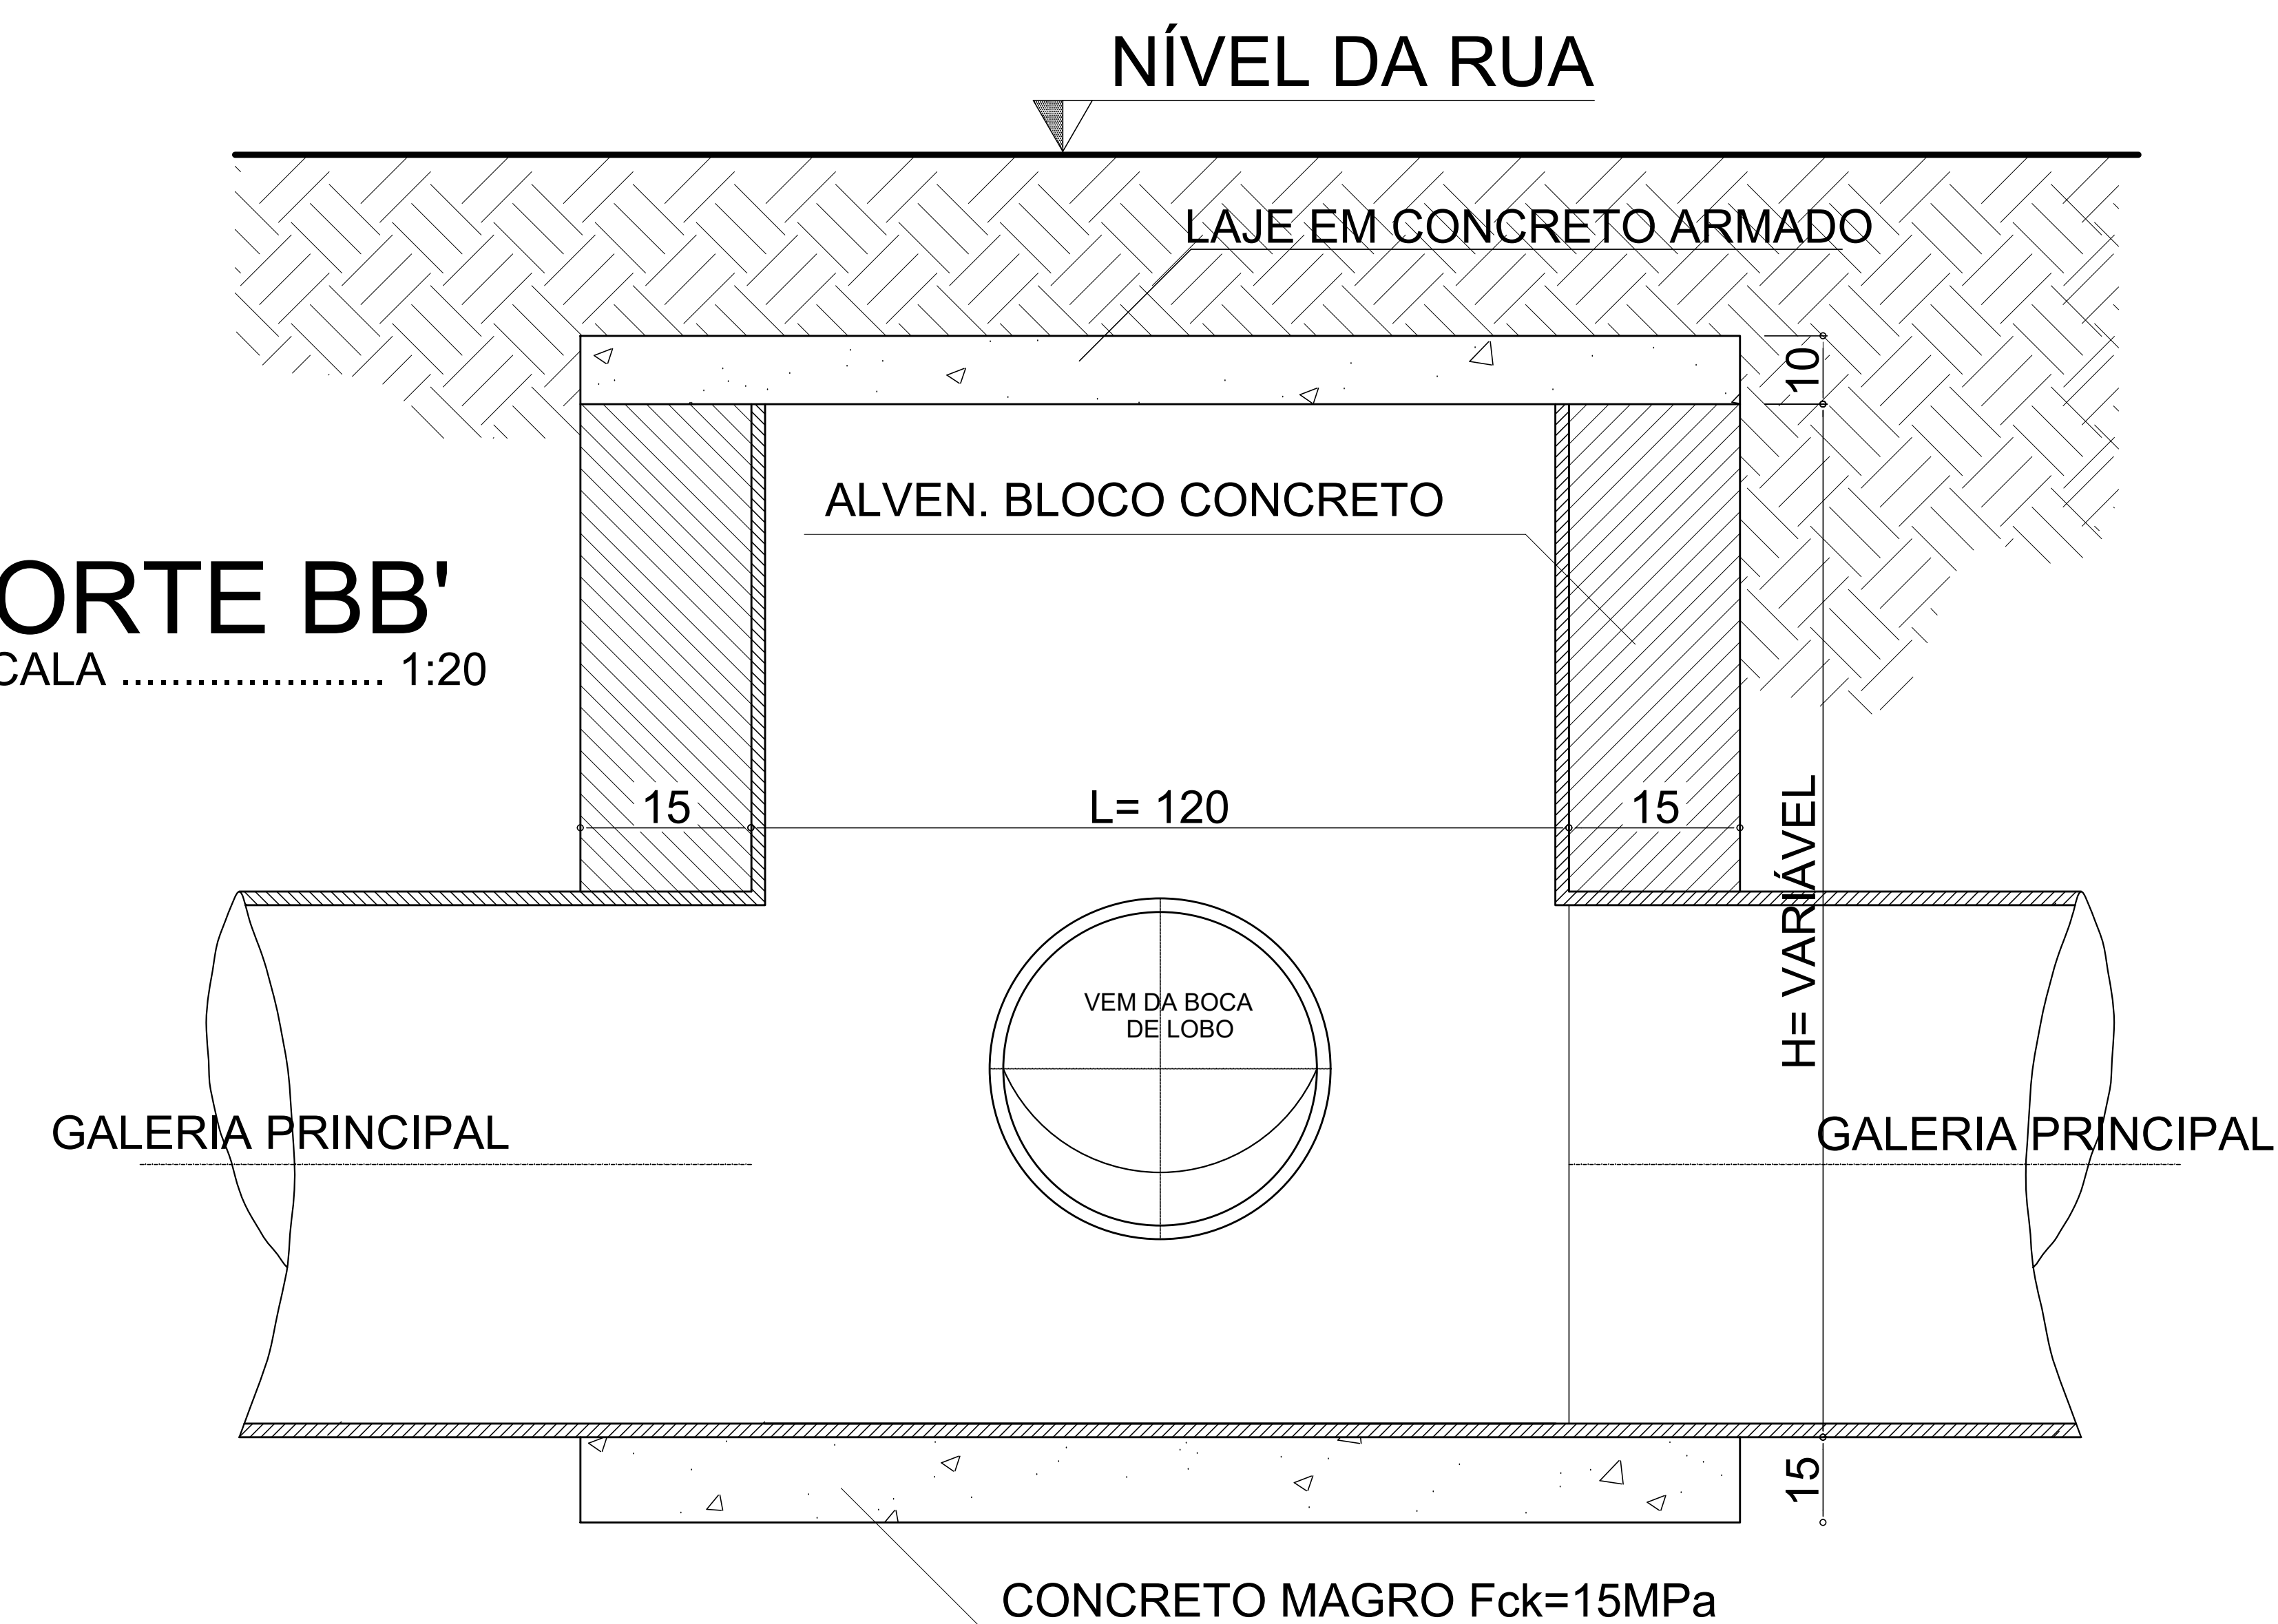 NÍVEL DA RUA
LAJE EM CONCRETO ARMADO
10
ALVEN. BLOCO CONCRETO
ORTE BB'
CALA ..................... 1:20
15
L= 120
15
H= VARIÁVEL
VEM DA BOCA
DE LOBO
GALERIA PRINCIPAL
GALERIA PRINCIPAL
15
CONCRETO MAGRO Fck=15MPa